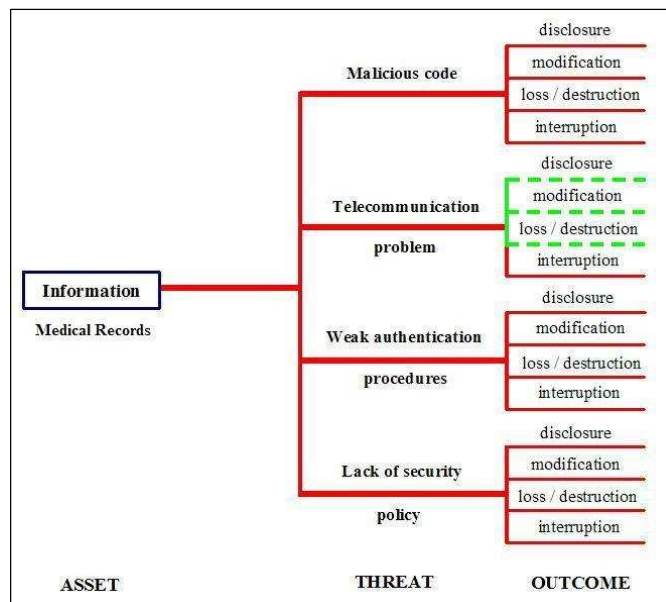 disclosure
Malicious code
modification
loss / destruction
interruption
disclosure
Telecommunication
problem
modification
loss / destruction
interruption
Information
Medical Records
disclosure
Weak authentication
procedures
modification
loss / destruction
interruption
disclosure
Lack of security
policy
modification
loss / destruction
interruption
ASSET
THREAT
OUTCOME